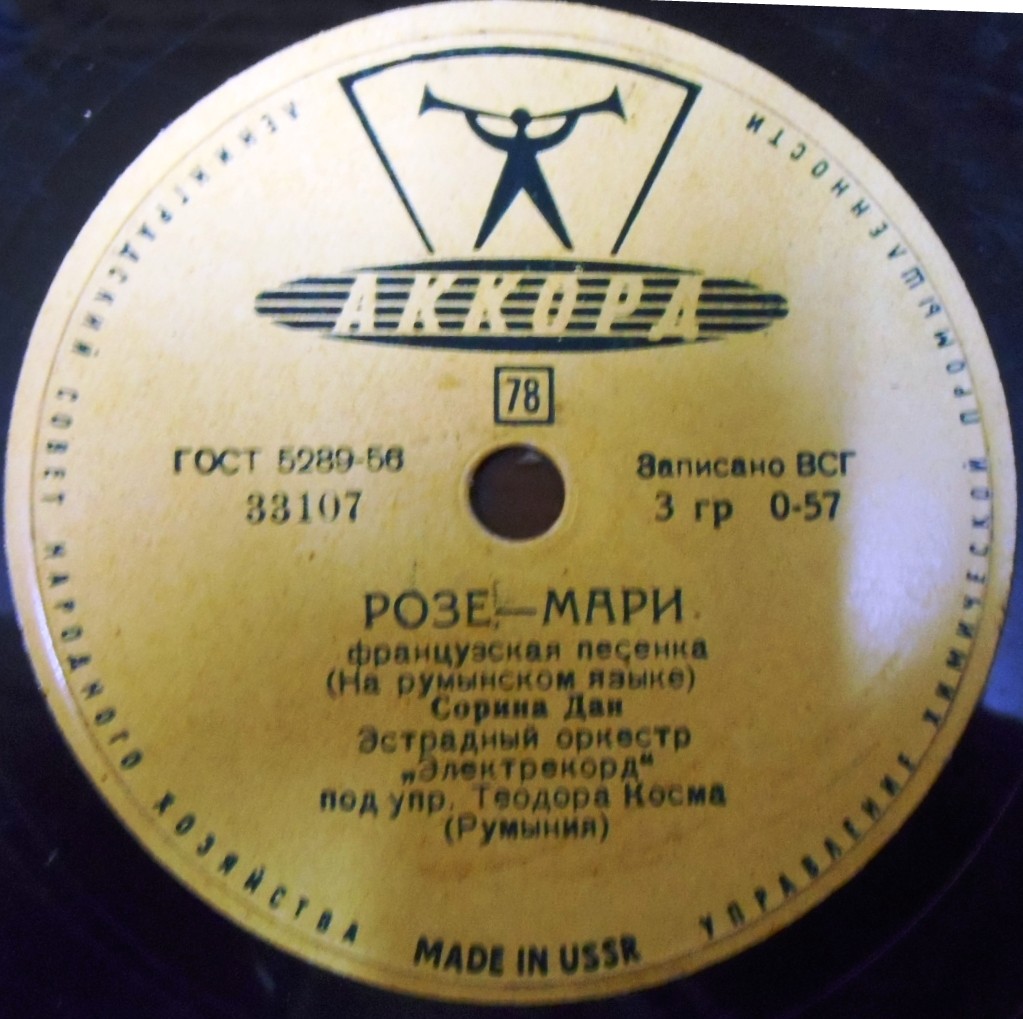 ЛЕНИНГРАДСКИЙ СОВЕТ НАРОДНОГО ХОЗЯЙСТВА
УПРАВЛЕНИЕ ХИМИЧЕСКОЙ ПРОМЫШЛЕННОСТИ
АККОРД
78
ГОСТ 5289-56
33107
Записано ВСГ
3 гр 0-57
РОЗЕ—МАРИ
французская песенка
(На румынском языке)
Сорина Дан
Эстрадный оркестр
„Электрекорд“
под упр. Теодора Косма
(Румыния)
MADE IN USSR